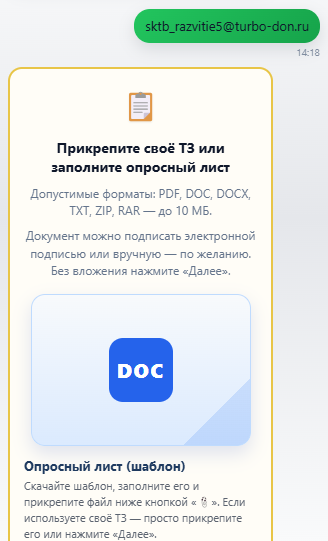 sktb_razvitie5@turbo-don.ru
14:18
Прикрепите своё ТЗ или
заполните опросный лист
Допустимые форматы: PDF, DOC, DOCX,
TXT, ZIP, RAR — до 10 МБ.
Документ можно подписать электронной
подписью или вручную — по желанию.
Без вложения нажмите «Далее».
DOC
Опросный лист (шаблон)
Скачайте шаблон, заполните его и
прикрепите файл ниже кнопкой « 📎 ». Если
используете своё ТЗ — просто прикрепите
его или нажмите «Далее».